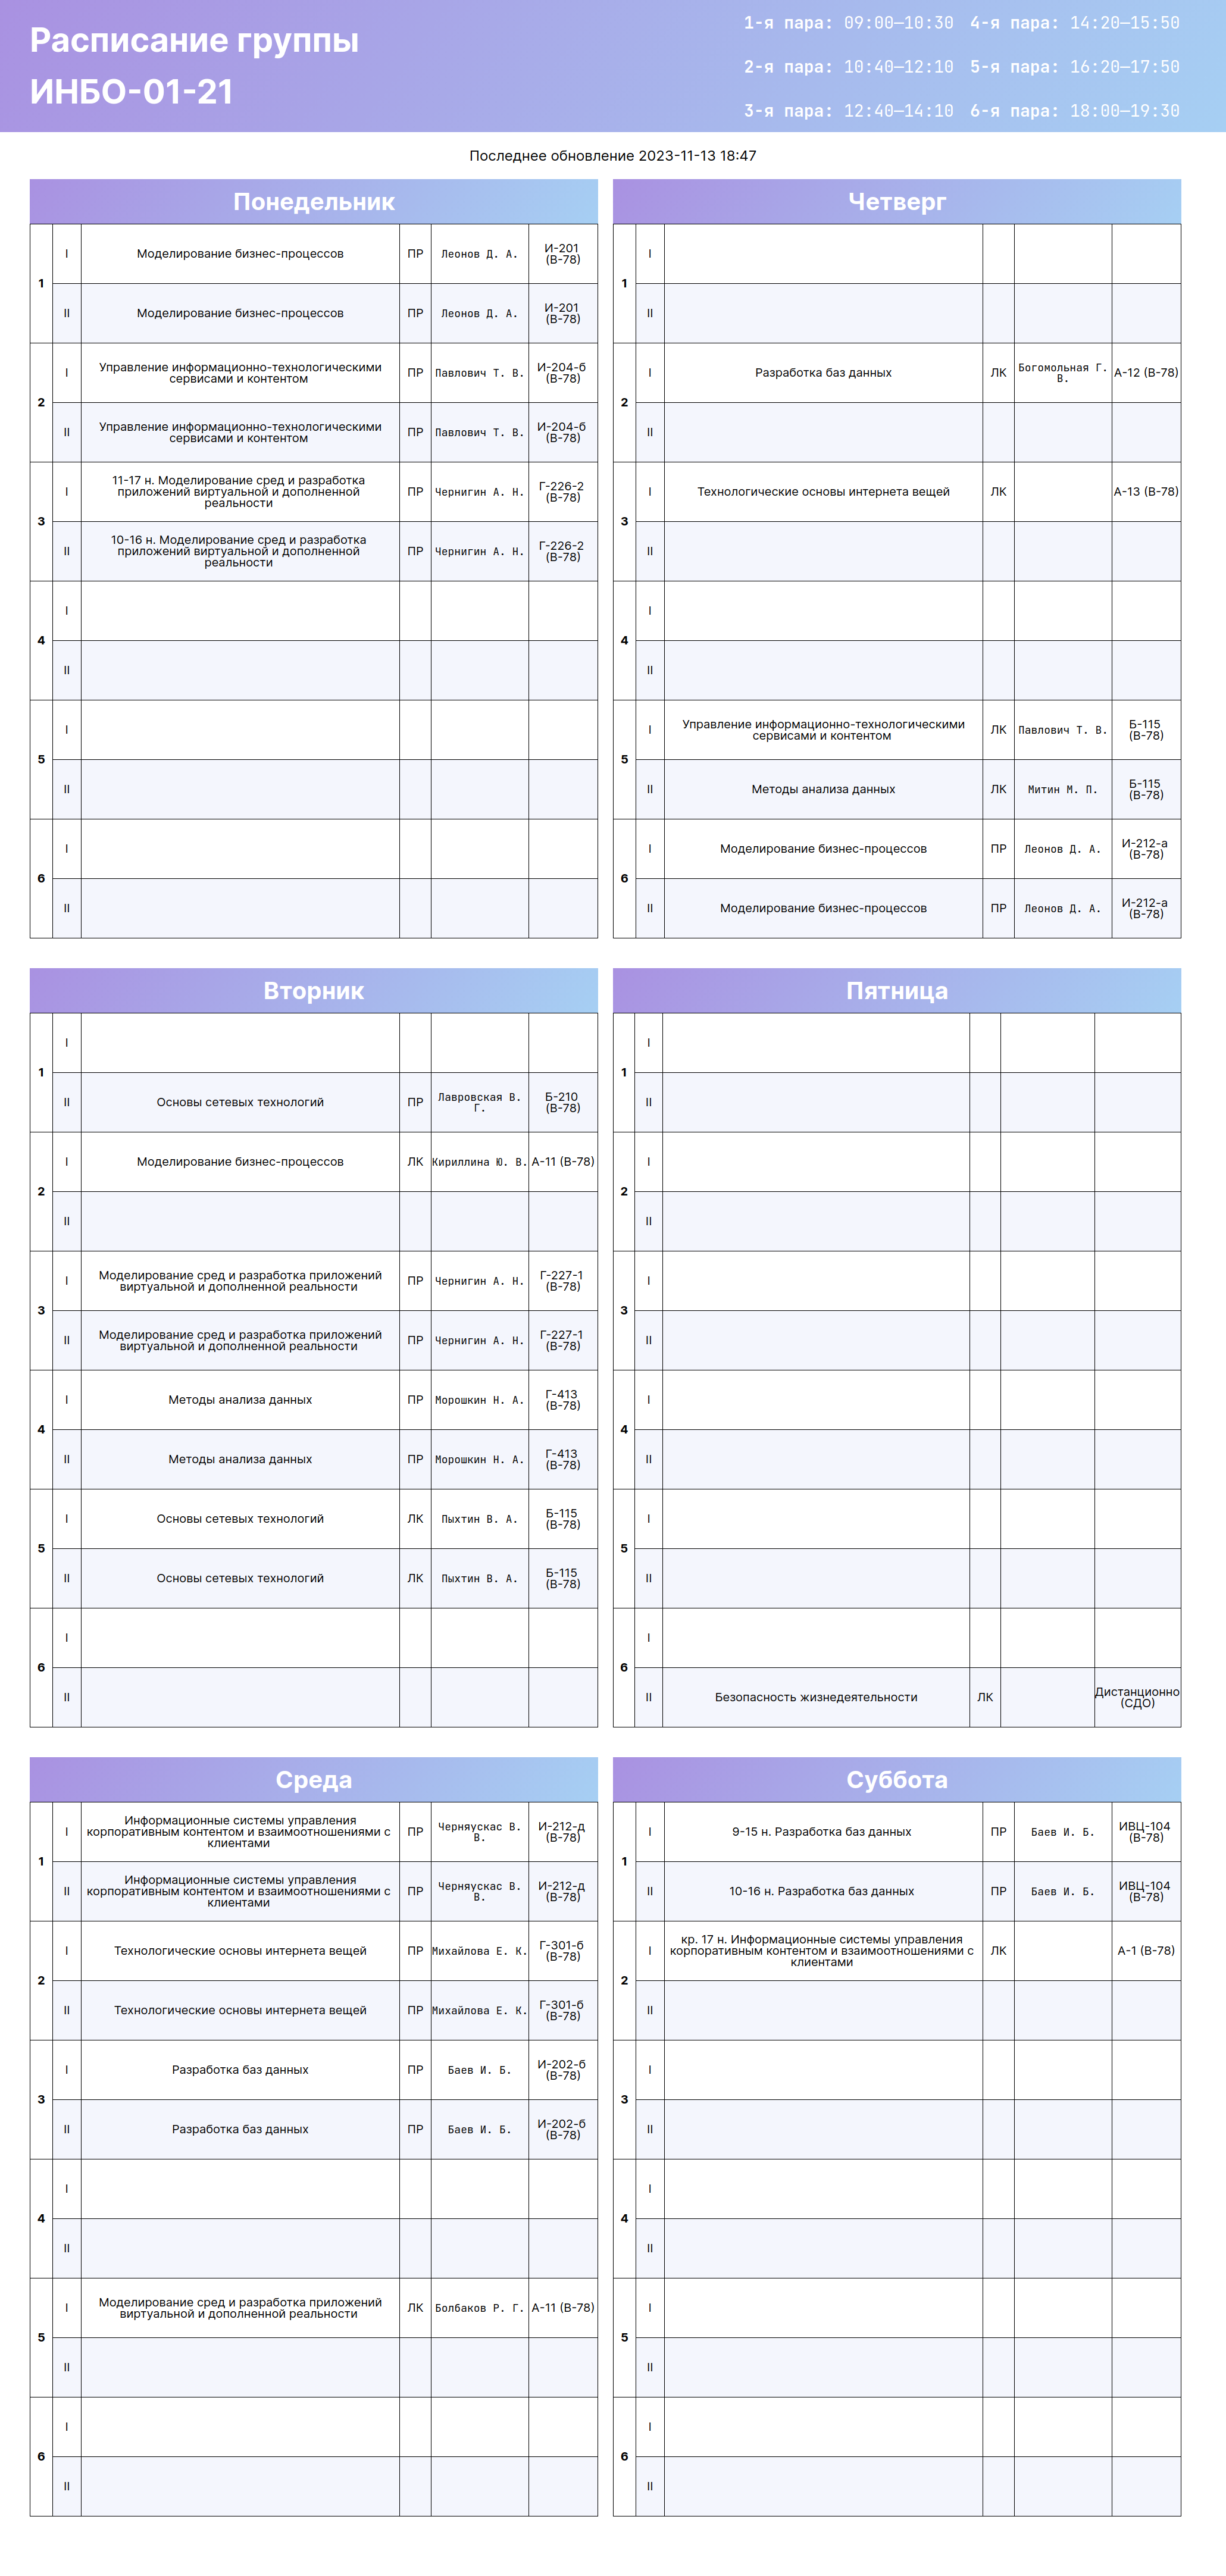 Расписание группы
ИНБО-01-21
1-я пара: 09:00—10:30 4-я пара: 14:20—15:50
2-я пара: 10:40—12:10 5-я пара: 16:20—17:50
3-я пара: 12:40—14:10 6-я пара: 18:00—19:30
Последнее обновление 2023-11-13 18:47
Понедельник
1
I
Моделирование бизнес-процессов
ПР
Леонов Д. А.
И-201
(В-78)
II
Моделирование бизнес-процессов
ПР
Леонов Д. А.
И-201
(В-78)
2
I
Управление информационно-технологическими
сервисами и контентом
ПР
Павлович Т. В.
И-204-б
(В-78)
II
Управление информационно-технологическими
сервисами и контентом
ПР
Павлович Т. В.
И-204-б
(В-78)
3
I
11-17 н. Моделирование сред и разработка
приложений виртуальной и дополненной
реальности
ПР
Чернигин А. Н.
Г-226-2
(В-78)
II
10-16 н. Моделирование сред и разработка
приложений виртуальной и дополненной
реальности
ПР
Чернигин А. Н.
Г-226-2
(В-78)
4
I
II
5
I
II
6
I
II
Четверг
1
I
II
2
I
Разработка баз данных
ЛК
Богомольная Г.
В.
А-12 (В-78)
II
3
I
Технологические основы интернета вещей
ЛК
А-13 (В-78)
II
4
I
II
5
I
Управление информационно-технологическими
сервисами и контентом
ЛК
Павлович Т. В.
Б-115
(В-78)
II
Методы анализа данных
ЛК
Митин М. П.
Б-115
(В-78)
6
I
Моделирование бизнес-процессов
ПР
Леонов Д. А.
И-212-а
(В-78)
II
Моделирование бизнес-процессов
ПР
Леонов Д. А.
И-212-а
(В-78)
Вторник
1
I
II
Основы сетевых технологий
ПР
Лавровская В.
Г.
Б-210
(В-78)
2
I
Моделирование бизнес-процессов
ЛК
Кириллина Ю. В.
А-11 (В-78)
II
3
I
Моделирование сред и разработка приложений
виртуальной и дополненной реальности
ПР
Чернигин А. Н.
Г-227-1
(В-78)
II
Моделирование сред и разработка приложений
виртуальной и дополненной реальности
ПР
Чернигин А. Н.
Г-227-1
(В-78)
4
I
Методы анализа данных
ПР
Морошкин Н. А.
Г-413
(В-78)
II
Методы анализа данных
ПР
Морошкин Н. А.
Г-413
(В-78)
5
I
Основы сетевых технологий
ЛК
Пыхтин В. А.
Б-115
(В-78)
II
Основы сетевых технологий
ЛК
Пыхтин В. А.
Б-115
(В-78)
6
I
II
Пятница
1
I
II
2
I
II
3
I
II
4
I
II
5
I
II
6
I
II
Безопасность жизнедеятельности
ЛК
Дистанционно
(СДО)
Среда
1
I
Информационные системы управления
корпоративным контентом и взаимоотношениями с
клиентами
ПР
Черняускас В.
В.
И-212-д
(В-78)
II
Информационные системы управления
корпоративным контентом и взаимоотношениями с
клиентами
ПР
Черняускас В.
В.
И-212-д
(В-78)
2
I
Технологические основы интернета вещей
ПР
Михайлова Е. К.
Г-301-б
(В-78)
II
Технологические основы интернета вещей
ПР
Михайлова Е. К.
Г-301-б
(В-78)
3
I
Разработка баз данных
ПР
Баев И. Б.
И-202-б
(В-78)
II
Разработка баз данных
ПР
Баев И. Б.
И-202-б
(В-78)
4
I
II
5
I
Моделирование сред и разработка приложений
виртуальной и дополненной реальности
ЛК
Болбаков Р. Г.
А-11 (В-78)
II
6
I
II
Суббота
1
I
9-15 н. Разработка баз данных
ПР
Баев И. Б.
ИВЦ-104
(В-78)
II
10-16 н. Разработка баз данных
ПР
Баев И. Б.
ИВЦ-104
(В-78)
2
I
кр. 17 н. Информационные системы управления
корпоративным контентом и взаимоотношениями с
клиентами
ЛК
А-1 (В-78)
II
3
I
II
4
I
II
5
I
II
6
I
II